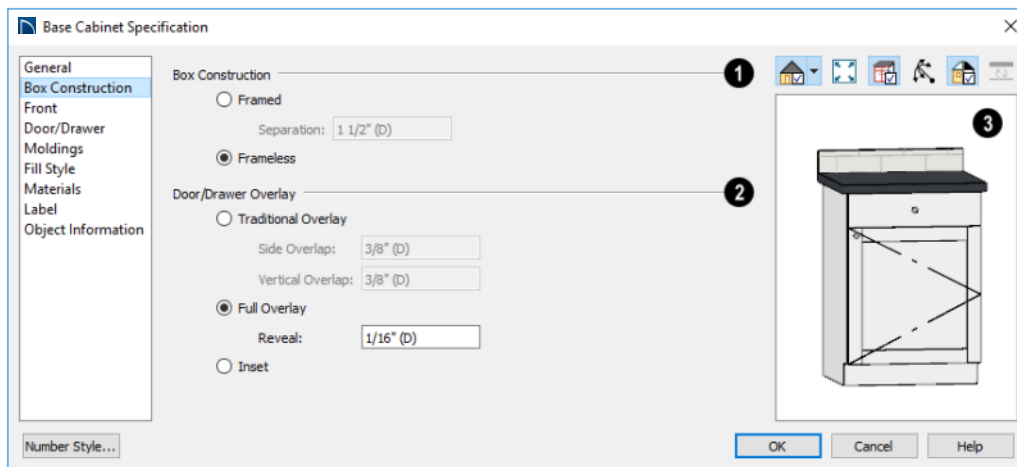 Base Cabinet Specification
General
Box Construction
Front
Door/Drawer
Moldings
Fill Style
Materials
Label
Object Information
Box Construction
1
Framed
Separation: 1 1/2" (D)
Frameless
Door/Drawer Overlay
2
Traditional Overlay
Side Overlap: 3/8" (D)
Vertical Overlap: 3/8" (D)
Full Overlay
Reveal: 1/16" (D)
Inset
3
Number Style...
OK
Cancel
Help